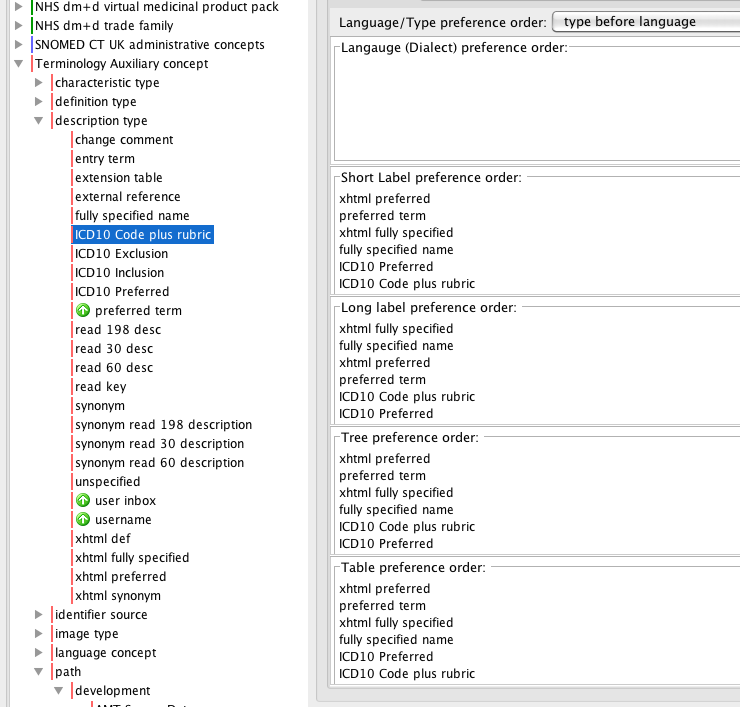 NHS dm+d virtual medicinal product pack
NHS dm+d trade family
SNOMED CT UK administrative concepts
Terminology Auxiliary concept
characteristic type
definition type
description type
change comment
entry term
extension table
external reference
fully specified name
ICD10 Code plus rubric
ICD10 Exclusion
ICD10 Inclusion
ICD10 Preferred
preferred term
read 198 desc
read 30 desc
read 60 desc
read key
synonym
synonym read 198 description
synonym read 30 description
synonym read 60 description
unspecified
user inbox
username
xhtml def
xhtml fully specified
xhtml preferred
xhtml synonym
identifier source
image type
language concept
path
development
Language/Type preference order: type before language
Langauge (Dialect) preference order:
Short Label preference order:
xhtml preferred
preferred term
xhtml fully specified
fully specified name
ICD10 Preferred
ICD10 Code plus rubric
Long label preference order:
xhtml fully specified
fully specified name
xhtml preferred
preferred term
ICD10 Code plus rubric
ICD10 Preferred
Tree preference order:
xhtml preferred
preferred term
xhtml fully specified
fully specified name
ICD10 Code plus rubric
ICD10 Preferred
Table preference order:
xhtml preferred
preferred term
xhtml fully specified
fully specified name
ICD10 Preferred
ICD10 Code plus rubric